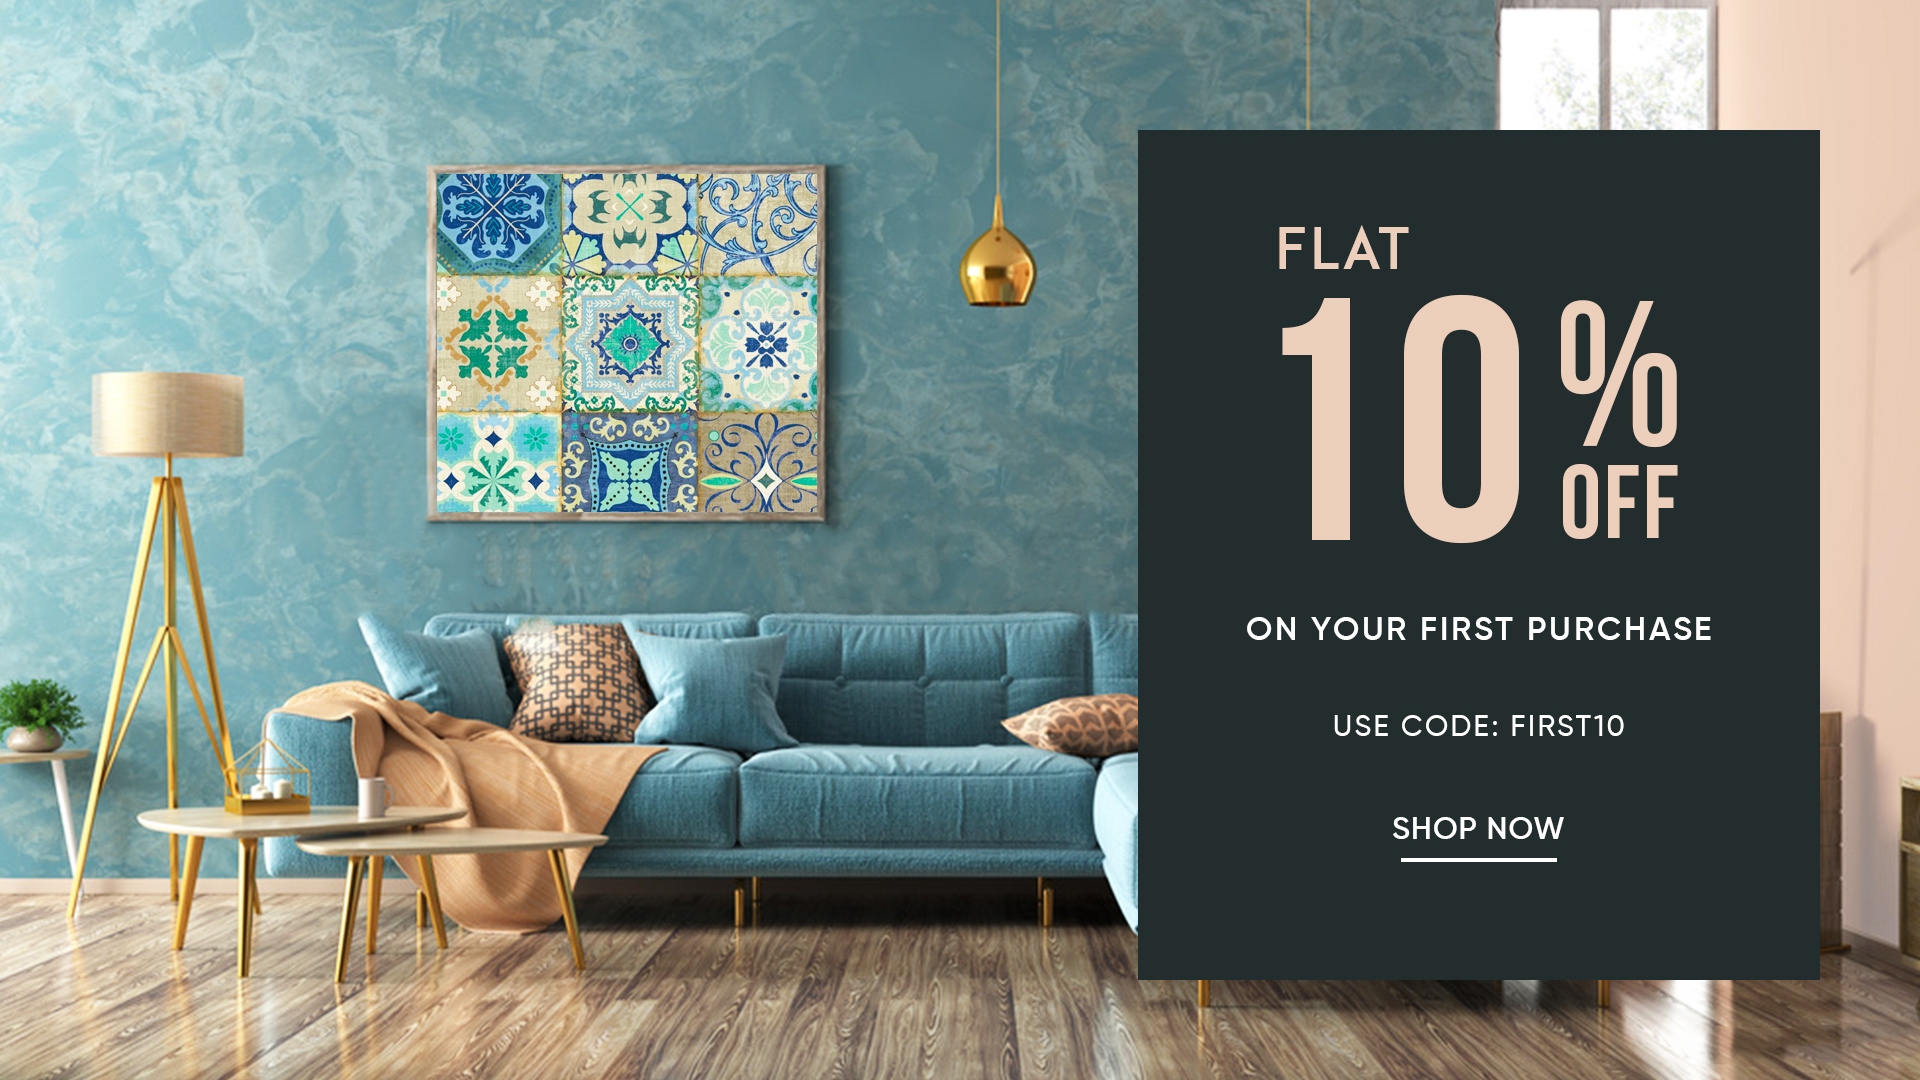 FLAT
10%
OFF
ON YOUR FIRST PURCHASE
USE CODE: FIRST10
SHOP NOW